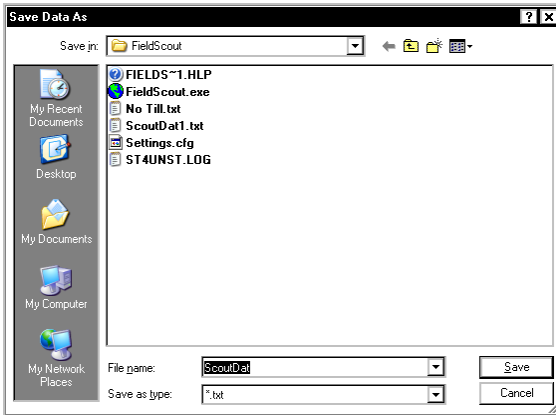 Save Data As
Save in: FieldScout
My Recent
Documents
Desktop
My Documents
My Computer
My Network
Places
FIELDS~1.HLP
FieldScout.exe
No Till.txt
ScoutDat1.txt
Settings.cfg
ST4UNST.LOG
File name: ScoutDat Save
Save as type: *.txt Cancel